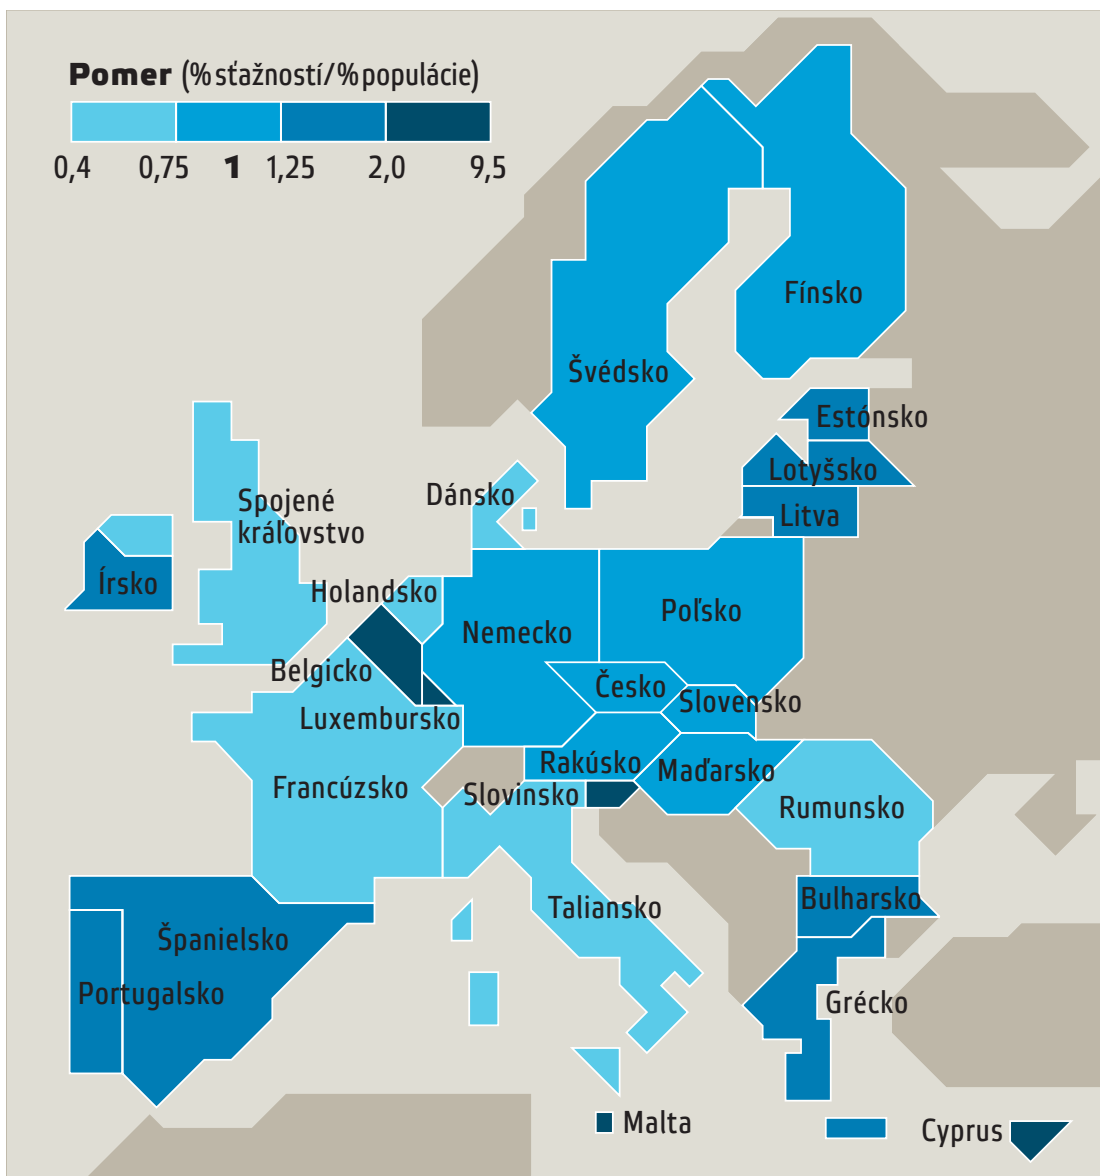 Pomer (% sťažností/% populácie)
0,4 0,75 1 1,25 2,0 9,5
Fínsko
Švédsko
Estónsko
Lotyšsko
Litva
Dánsko
Spojené
kráľovstvo
Írsko
Holandsko
Poľsko
Nemecko
Belgicko
Česko
Slovensko
Luxembursko
Rakúsko
Maďarsko
Francúzsko
Slovinsko
Rumunsko
Bulharsko
Taliansko
Španielsko
Portugalsko
Grécko
Malta
Cyprus